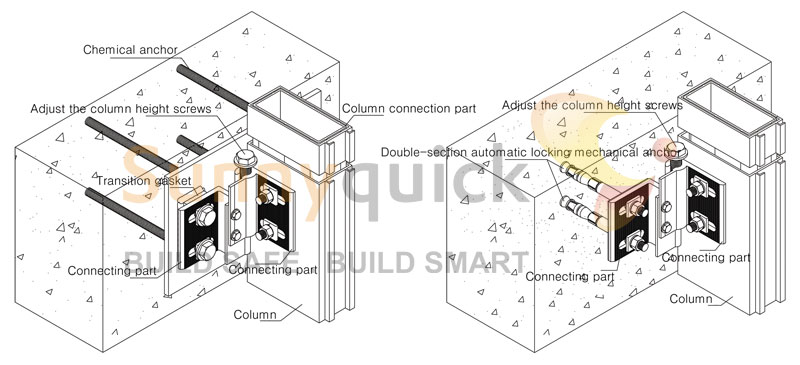 Chemical anchor
Adjust the column height screws
Column connection part
Transition gasket
Connecting part
Connecting part
Column
Adjust the column height screws
Double-section automatic locking mechanical anchor
Connecting part
Connecting part
Column
Sunnyquick
BUILD SAFE BUILD SMART